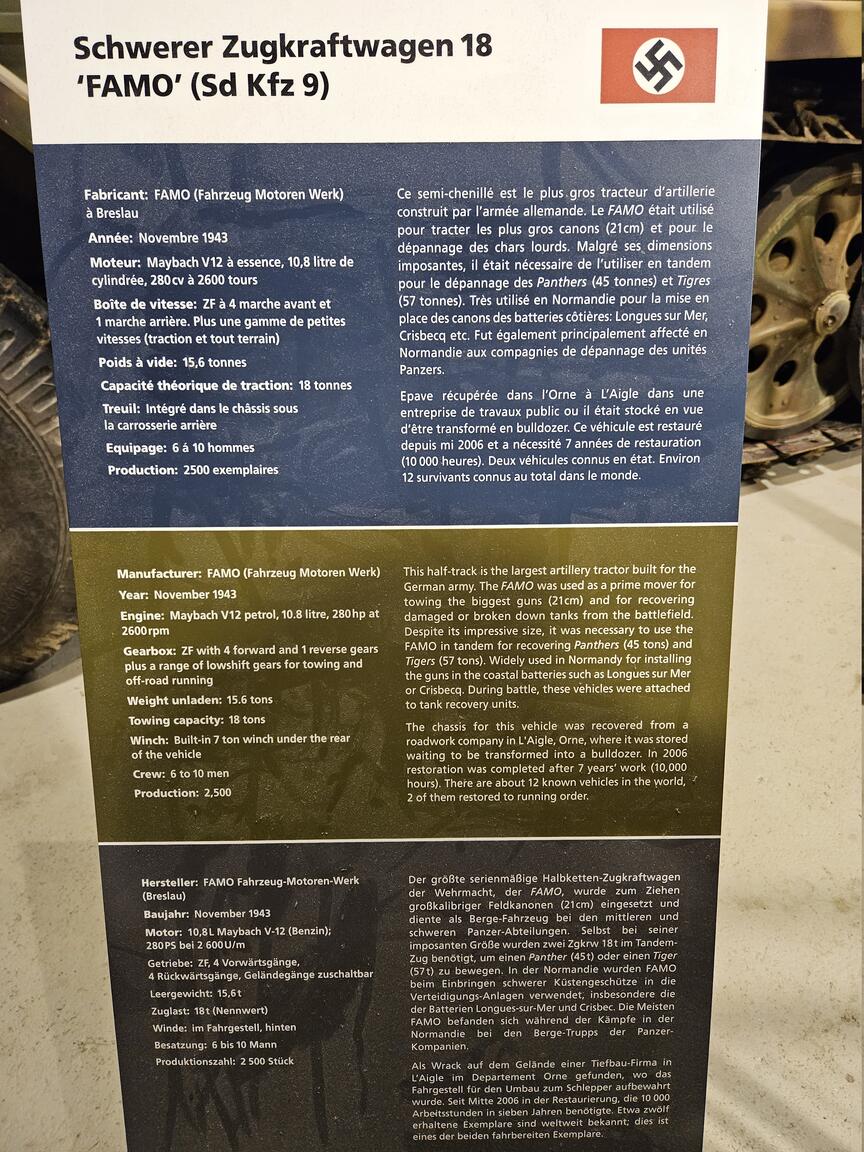 Schwerer Zugkraftwagen 18
‘FAMO’ (Sd Kfz 9)
Fabricant: FAMO (Fahrzeug Motoren Werk)
à Breslau
Année: Novembre 1943
Moteur: Maybach V12 à essence, 10,8 litre de
cylindrée, 280 cv à 2600 tours
Boîte de vitesse: ZF à 4 marche avant et
1 marche arrière. Plus une gamme de petites
vitesses (traction et tout terrain)
Poids à vide: 15,6 tonnes
Capacité théorique de traction: 18 tonnes
Treuil: Intégré dans le châssis sous
la carrosserie arrière
Equipage: 6 á 10 hommes
Production: 2500 exemplaires
Ce semi-chenillé est le plus gros tracteur d’artillerie
construit par l’armée allemande. Le FAMO était utilisé
pour tracter les plus gros canons (21cm) et pour le
dépannage des chars lourds. Malgré ses dimensions
imposantes, il était nécessaire de l’utiliser en tandem
pour le dépannage des Panthers (45 tonnes) et Tigres
(57 tonnes). Très utilisé en Normandie pour la mise en
place des canons des batteries côtières: Longues sur Mer,
Crisbecq etc. Fut également principalement affecté en
Normandie aux compagnies de dépannage des unités
Panzers.
Epave récupérée dans l’Orne à L’Aigle dans une
entreprise de travaux public ou il était stocké en vue
d’être transformé en bulldozer. Ce véhicule est restauré
depuis mi 2006 et a nécessité 7 années de restauration
(10 000 heures). Deux véhicules connus en état. Environ
12 survivants connus au total dans le monde.
Manufacturer: FAMO (Fahrzeug Motoren Werk)
Year: November 1943
Engine: Maybach V12 petrol, 10.8 litre, 280 hp at
2600 rpm
Gearbox: ZF with 4 forward and 1 reverse gears
plus a range of lowshift gears for towing and
off-road running
Weight unladen: 15.6 tons
Towing capacity: 18 tons
Winch: Built-in 7 ton winch under the rear
of the vehicle
Crew: 6 to 10 men
Production: 2,500
This half-track is the largest artillery tractor built for the
German army. The FAMO was used as a prime mover for
towing the biggest guns (21cm) and for recovering
damaged or broken down tanks from the battlefield.
Despite its impressive size, it was necessary to use the
FAMO in tandem for recovering Panthers (45 tons) and
Tigers (57 tons). Widely used in Normandy for installing
the guns in the coastal batteries such as Longues sur Mer
or Crisbecq. During battle, these vehicles were attached
to tank recovery units.
The chassis for this vehicle was recovered from a
roadwork company in L’Aigle, Orne, where it was stored
waiting to be transformed into a bulldozer. In 2006
restoration was completed after 7 years’ work (10,000
hours). There are about 12 known vehicles in the world,
2 of them restored to running order.
Hersteller: FAMO Fahrzeug-Motoren-Werk
(Breslau)
Baujahr: November 1943
Motor: 10,8 L Maybach V-12 (Benzin);
280 PS bei 2 600 U/m
Getriebe: ZF, 4 Vorwärtsgänge,
4 Rückwärtsgänge, Geländegänge zuschaltbar
Leergewicht: 15,6 t
Zuglast: 18 t (Nennwert)
Winde: im Fahrgestell, hinten
Besatzung: 6 bis 10 Mann
Produktionszahl: 2 500 Stück
Der größte serienmäßige Halbketten-Zugkraftwagen
der Wehrmacht, der FAMO, wurde zum Ziehen
großkalibriger Feldkanonen (21cm) eingesetzt und
diente als Berge-Fahrzeug bei den mittleren und
schweren Panzer-Abteilungen. Selbst bei seiner
imposanten Größe wurden zwei Zgkrw 18 t im Tandem-
Zug benötigt, um einen Panther (45 t) oder einen Tiger
(57 t) zu bewegen. In der Normandie wurden FAMO
beim Einbringen schwerer Küstengeschütze in die
Verteidigungs-Anlagen verwendet, insbesondere die
der Batterien Longues-sur-Mer und Crisbec. Die Meisten
FAMO befanden sich während der Kämpfe in der
Normandie bei den Berge-Trupps der Panzer-
Kompanien.
Als Wrack auf dem Gelände einer Tiefbau-Firma in
L’Aigle im Departement Orne gefunden, wo das
Fahrgestell für den Umbau zum Schlepper aufbewahrt
wurde. Seit Mitte 2006 in der Restaurierung, die 10 000
Arbeitsstunden in sieben Jahren benötigte. Etwa zwölf
erhaltene Exemplare sind weltweit bekannt; dies ist
eines der beiden fahrbereiten Exemplare.